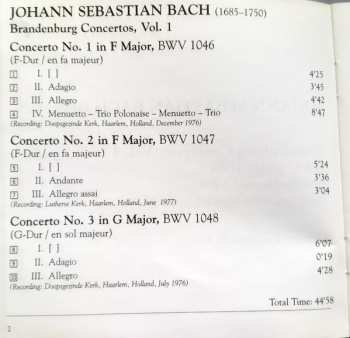 JOHANN SEBASTIAN BACH (1685–1750)
Brandenburg Concertos, Vol. 1
Concerto No. 1 in F Major, BWV 1046
(F-Dur / en fa majeur)
1 I. [ ] 4'25
2 II. Adagio 3'45
3 III. Allegro 4'42
4 IV. Menuetto – Trio Polonaise – Menuetto – Trio 8'47
(Recording: Doopsgezinde Kerk, Haarlem, Holland, December 1976)
Concerto No. 2 in F Major, BWV 1047
(F-Dur / en fa majeur)
5 I. [ ] 5'24
6 II. Andante 3'36
7 III. Allegro assai 3'04
(Recording: Lutherse Kerk, Haarlem, Holland, June 1977)
Concerto No. 3 in G Major, BWV 1048
(G-Dur / en sol majeur)
8 I. [ ] 6'07
9 II. Adagio 0'19
10 III. Allegro 4'28
(Recording: Doopsgezinde Kerk, Haarlem, Holland, July 1976)
Total Time: 44'58
2